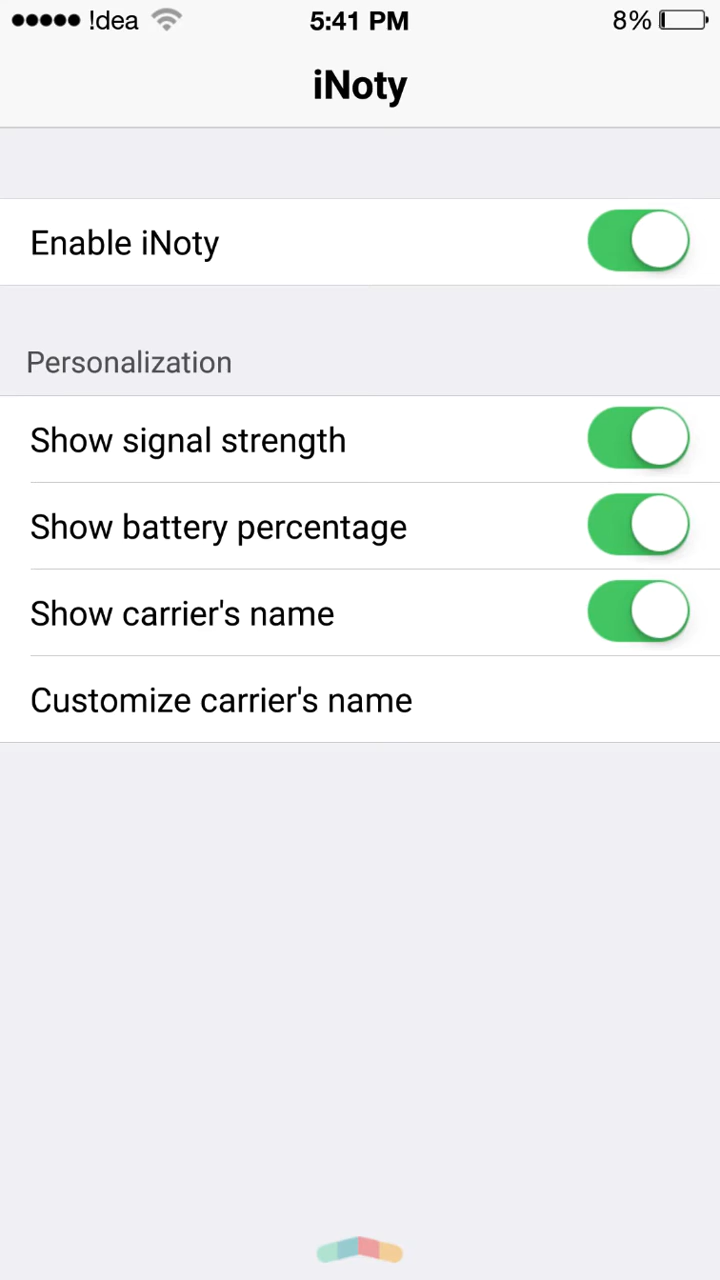 !dea 5:41 PM 8%
iNoty
Enable iNoty
Personalization
Show signal strength
Show battery percentage
Show carrier's name
Customize carrier's name